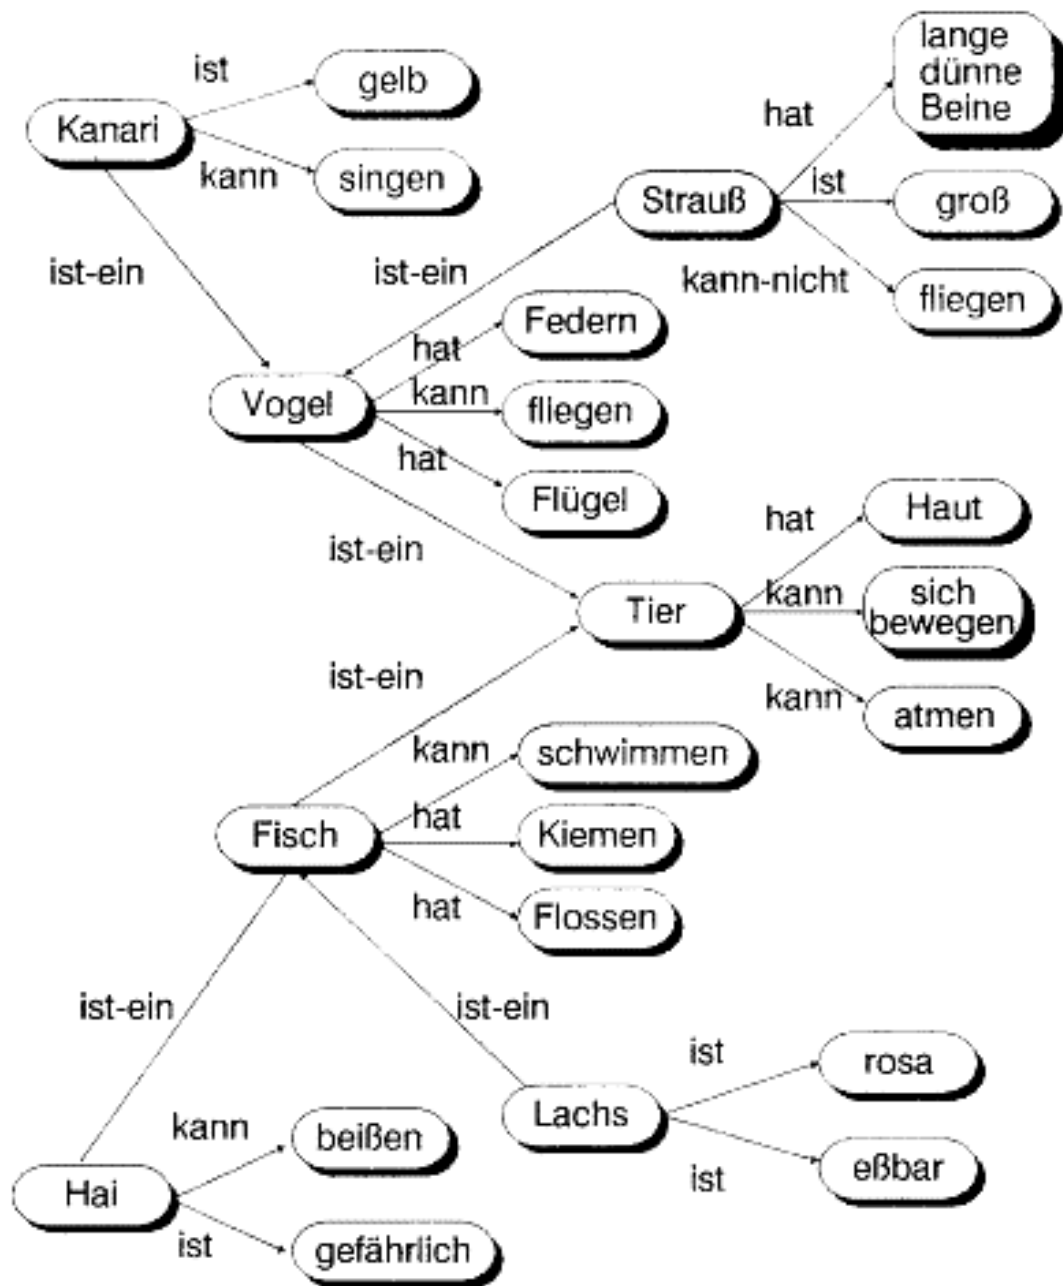 ist
gelb
Kanari
kann
singen
ist-ein
lange
dünne
Beine
hat
Strauß
ist
groß
kann-nicht
fliegen
ist-ein
Federn
hat
Vogel
kann
fliegen
hat
Flügel
ist-ein
hat
Haut
Tier
kann
sich
bewegen
kann
atmen
ist-ein
kann
schwimmen
Fisch
hat
Kiemen
hat
Flossen
ist-ein
ist-ein
ist
rosa
Lachs
ist
eßbar
kann
beißen
Hai
ist
gefährlich